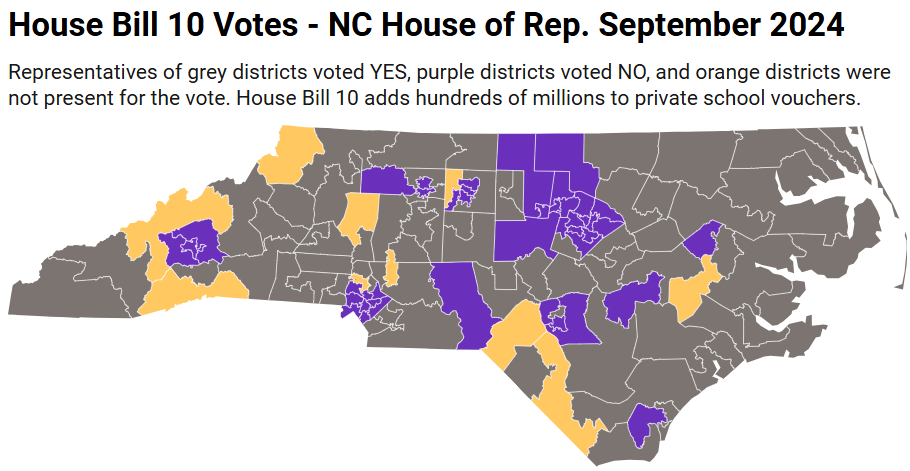 House Bill 10 Votes - NC House of Rep. September 2024
Representatives of grey districts voted YES, purple districts voted NO, and orange districts were
not present for the vote. House Bill 10 adds hundreds of millions to private school vouchers.